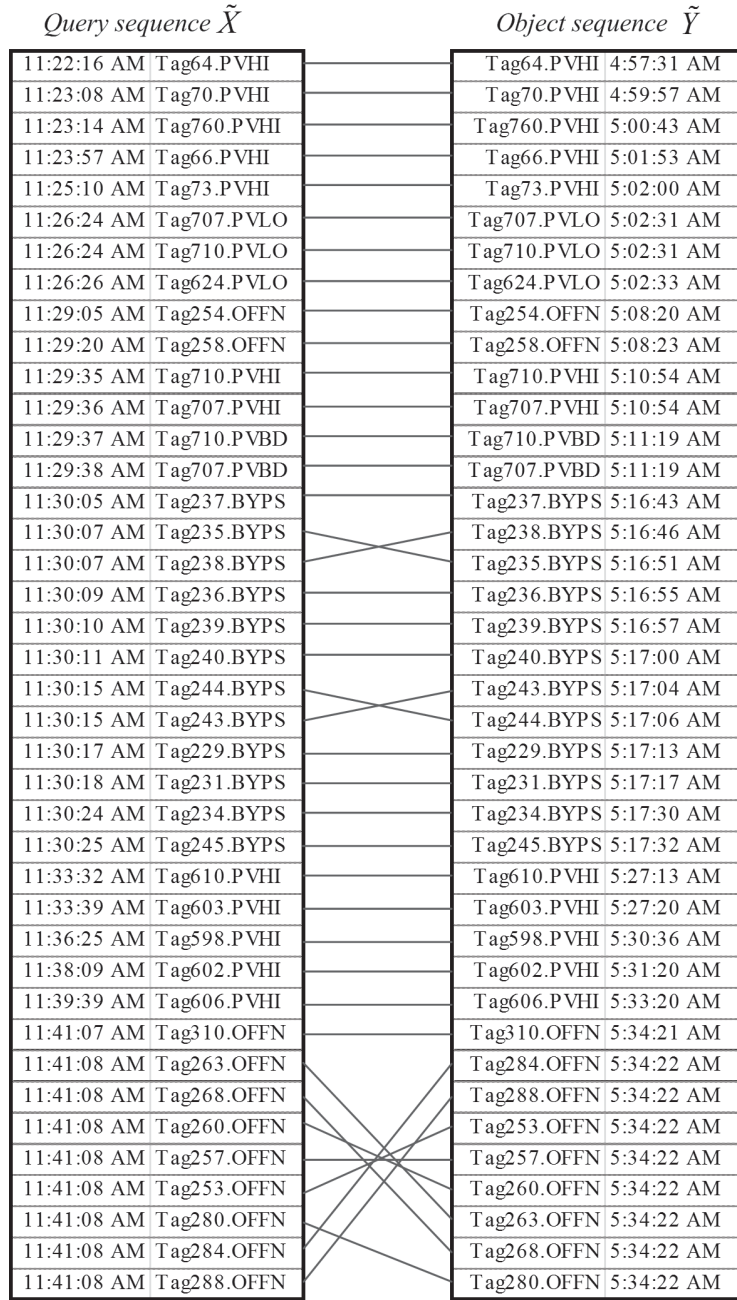 Query sequence X̃ Object sequence Ỹ
11:22:16 AM Tag64.PVHI Tag64.PVHI 4:57:31 AM
11:23:08 AM Tag70.PVHI Tag70.PVHI 4:59:57 AM
11:23:14 AM Tag760.PVHI Tag760.PVHI 5:00:43 AM
11:23:57 AM Tag66.PVHI Tag66.PVHI 5:01:53 AM
11:25:10 AM Tag73.PVHI Tag73.PVHI 5:02:00 AM
11:26:24 AM Tag707.PVLO Tag707.PVLO 5:02:31 AM
11:26:24 AM Tag710.PVLO Tag710.PVLO 5:02:31 AM
11:26:26 AM Tag624.PVLO Tag624.PVLO 5:02:33 AM
11:29:05 AM Tag254.OFFN Tag254.OFFN 5:08:20 AM
11:29:20 AM Tag258.OFFN Tag258.OFFN 5:08:23 AM
11:29:35 AM Tag710.PVHI Tag710.PVHI 5:10:54 AM
11:29:36 AM Tag707.PVHI Tag707.PVHI 5:10:54 AM
11:29:37 AM Tag710.PVBD Tag710.PVBD 5:11:19 AM
11:29:38 AM Tag707.PVBD Tag707.PVBD 5:11:19 AM
11:30:05 AM Tag237.BYPS Tag237.BYPS 5:16:43 AM
11:30:07 AM Tag235.BYPS Tag238.BYPS 5:16:46 AM
11:30:07 AM Tag238.BYPS Tag235.BYPS 5:16:51 AM
11:30:09 AM Tag236.BYPS Tag236.BYPS 5:16:55 AM
11:30:10 AM Tag239.BYPS Tag239.BYPS 5:16:57 AM
11:30:11 AM Tag240.BYPS Tag240.BYPS 5:17:00 AM
11:30:15 AM Tag244.BYPS Tag243.BYPS 5:17:04 AM
11:30:15 AM Tag243.BYPS Tag244.BYPS 5:17:06 AM
11:30:17 AM Tag229.BYPS Tag229.BYPS 5:17:13 AM
11:30:18 AM Tag231.BYPS Tag231.BYPS 5:17:17 AM
11:30:24 AM Tag234.BYPS Tag234.BYPS 5:17:30 AM
11:30:25 AM Tag245.BYPS Tag245.BYPS 5:17:32 AM
11:33:32 AM Tag610.PVHI Tag610.PVHI 5:27:13 AM
11:33:39 AM Tag603.PVHI Tag603.PVHI 5:27:20 AM
11:36:25 AM Tag598.PVHI Tag598.PVHI 5:30:36 AM
11:38:09 AM Tag602.PVHI Tag602.PVHI 5:31:20 AM
11:39:39 AM Tag606.PVHI Tag606.PVHI 5:33:20 AM
11:41:07 AM Tag310.OFFN Tag310.OFFN 5:34:21 AM
11:41:08 AM Tag263.OFFN Tag284.OFFN 5:34:22 AM
11:41:08 AM Tag268.OFFN Tag288.OFFN 5:34:22 AM
11:41:08 AM Tag260.OFFN Tag253.OFFN 5:34:22 AM
11:41:08 AM Tag257.OFFN Tag257.OFFN 5:34:22 AM
11:41:08 AM Tag253.OFFN Tag260.OFFN 5:34:22 AM
11:41:08 AM Tag280.OFFN Tag263.OFFN 5:34:22 AM
11:41:08 AM Tag284.OFFN Tag268.OFFN 5:34:22 AM
11:41:08 AM Tag288.OFFN Tag280.OFFN 5:34:22 AM